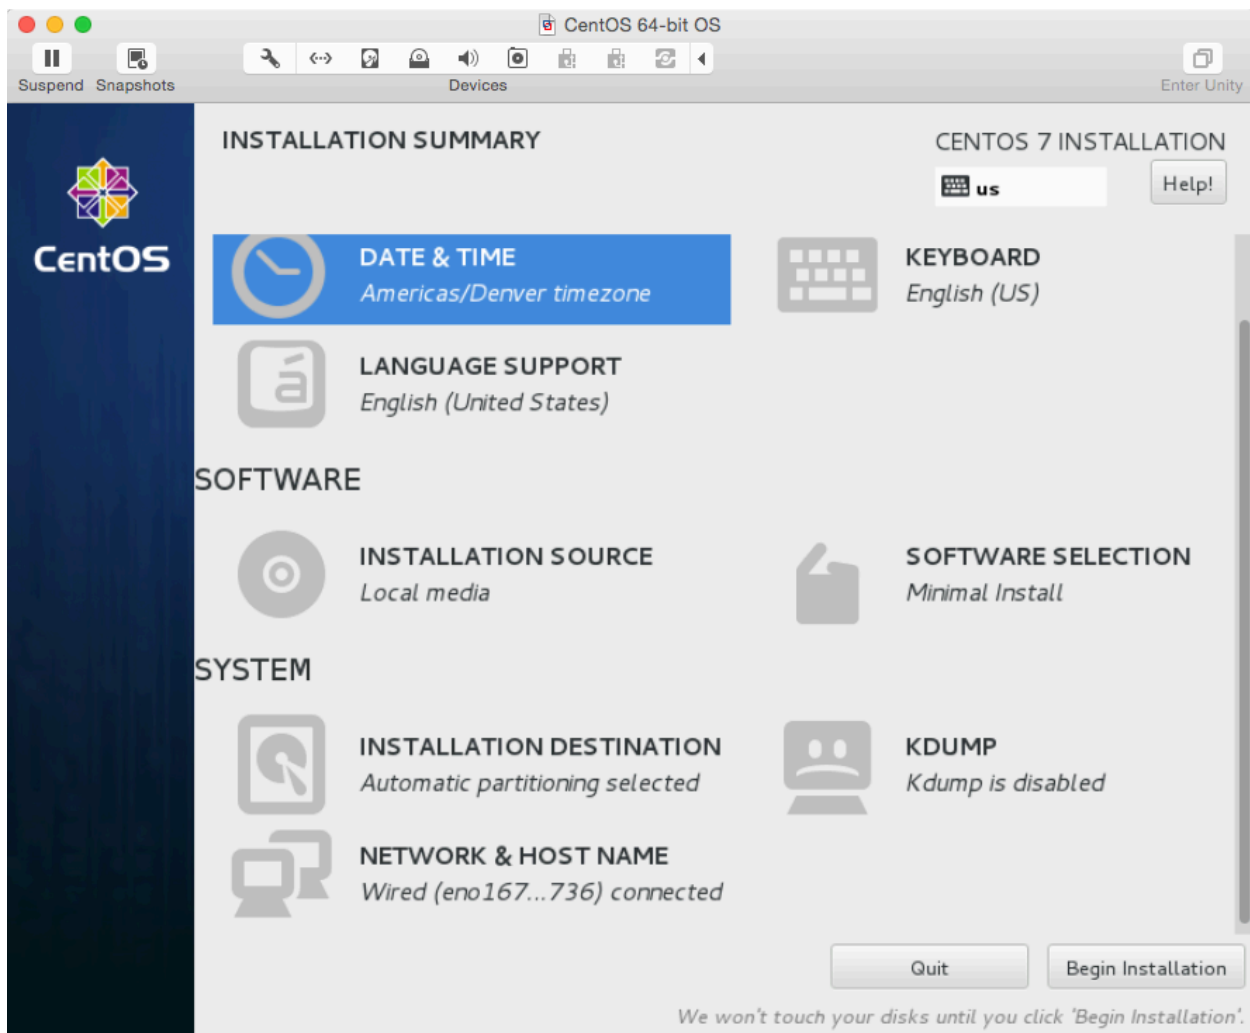 CentOS 64-bit OS
Suspend Snapshots Devices Enter Unity
INSTALLATION SUMMARY
CENTOS 7 INSTALLATION
us
Help!
CentOS
DATE & TIME
Americas/Denver timezone
KEYBOARD
English (US)
LANGUAGE SUPPORT
English (United States)
SOFTWARE
INSTALLATION SOURCE
Local media
SOFTWARE SELECTION
Minimal Install
SYSTEM
INSTALLATION DESTINATION
Automatic partitioning selected
KDUMP
Kdump is disabled
NETWORK & HOST NAME
Wired (eno167...736) connected
Quit
Begin Installation
We won't touch your disks until you click 'Begin Installation'.